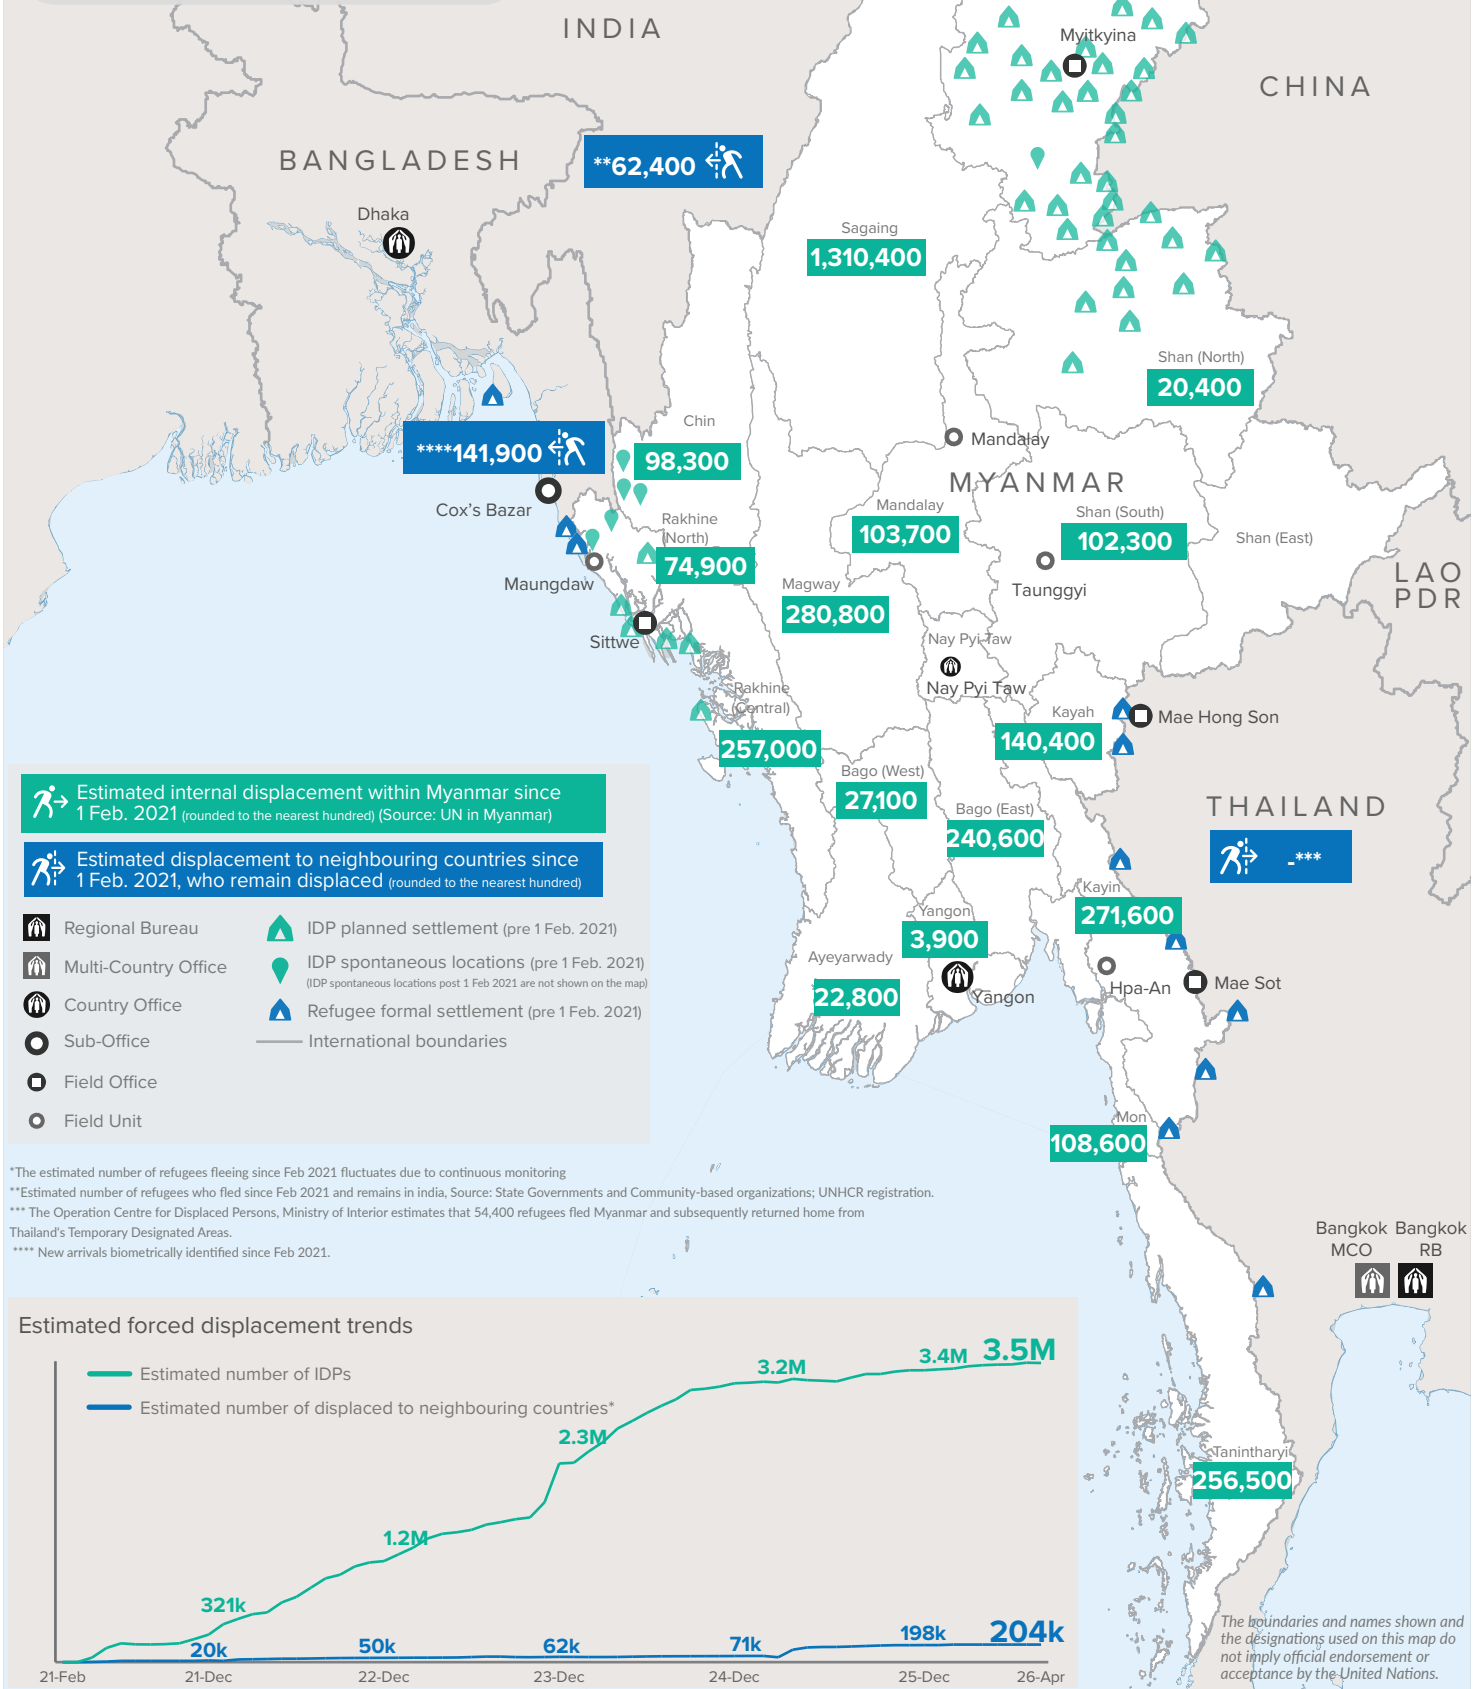 INDIA
Myitkyina
CHINA
BANGLADESH
**62,400
Dhaka
Sagaing
1,310,400
Shan (North)
20,400
Chin
98,300
****141,900
Mandalay
MYANMAR
Cox's Bazar
Mandalay
103,700
Shan (South)
102,300
Shan (East)
Rakhine
(North)
74,900
LAO
PDR
Maungdaw
Magway
280,800
Taunggyi
Sittwe
Nay Pyi Taw
Nay Pyi Taw
Rakhine
(Central)
257,000
Kayah
140,400
Mae Hong Son
Bago (West)
27,100
Bago (East)
240,600
THAILAND
-***
Kayin
271,600
Yangon
3,900
Ayeyarwady
22,800
Yangon
Hpa-An
Mae Sot
Mon
108,600
Estimated internal displacement within Myanmar since
1 Feb. 2021 (rounded to the nearest hundred) (Source: UN in Myanmar)
Estimated displacement to neighbouring countries since
1 Feb. 2021, who remain displaced (rounded to the nearest hundred)
Regional Bureau
Multi-Country Office
Country Office
Sub-Office
Field Office
Field Unit
IDP planned settlement (pre 1 Feb. 2021)
IDP spontaneous locations (pre 1 Feb. 2021)
(IDP spontaneous locations post 1 Feb 2021 are not shown on the map)
Refugee formal settlement (pre 1 Feb. 2021)
International boundaries
*The estimated number of refugees fleeing since Feb 2021 fluctuates due to continuous monitoring
**Estimated number of refugees who fled since Feb 2021 and remains in india, Source: State Governments and Community-based organizations; UNHCR registration.
*** The Operation Centre for Displaced Persons, Ministry of Interior estimates that 54,400 refugees fled Myanmar and subsequently returned home from
Thailand's Temporary Designated Areas.
**** New arrivals biometrically identified since Feb 2021.
Bangkok
MCO
Bangkok
RB
Tanintharyi
256,500
Estimated forced displacement trends
Estimated number of IDPs
Estimated number of displaced to neighbouring countries*
321k
1.2M
2.3M
3.2M
3.4M
3.5M
20k
50k
62k
71k
198k
204k
21-Feb
21-Dec
22-Dec
23-Dec
24-Dec
25-Dec
26-Apr
The boundaries and names shown and
the designations used on this map do
not imply official endorsement or
acceptance by the United Nations.